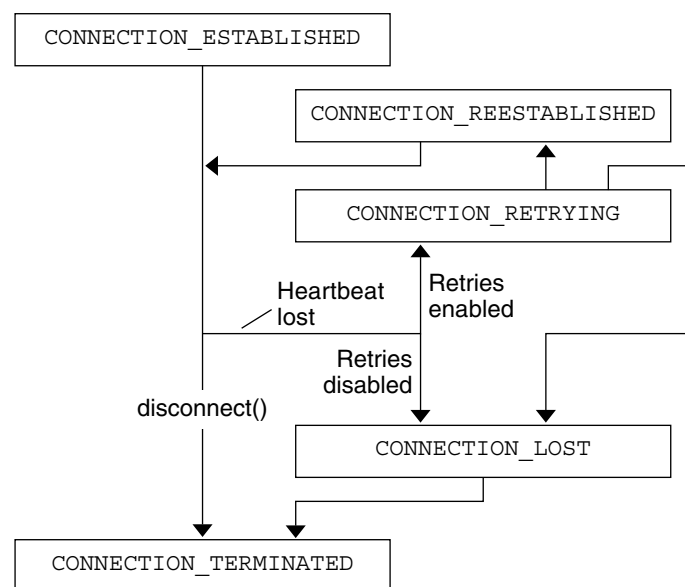 CONNECTION_ESTABLISHED
CONNECTION_REESTABLISHED
CONNECTION_RETRYING
Heartbeat
lost
Retries
enabled
Retries
disabled
disconnect()
CONNECTION_LOST
CONNECTION_TERMINATED